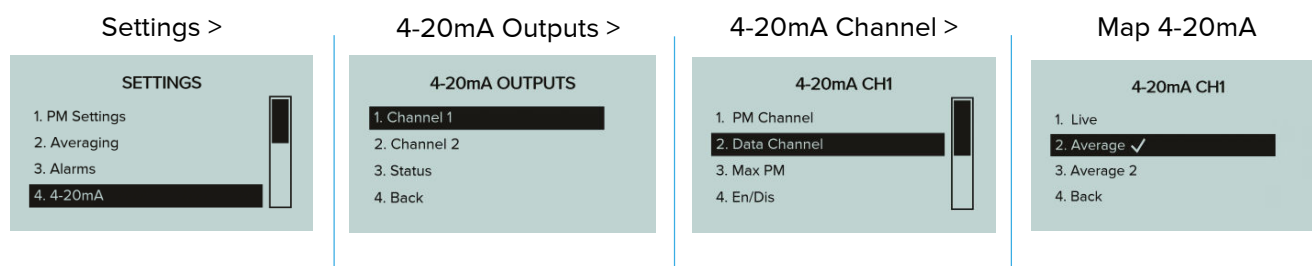 Settings >
SETTINGS
1. PM Settings
2. Averaging
3. Alarms
4. 4-20mA
4-20mA Outputs >
4-20mA OUTPUTS
1. Channel 1
2. Channel 2
3. Status
4. Back
4-20mA Channel >
4-20mA CH1
1. PM Channel
2. Data Channel
3. Max PM
4. En/Dis
Map 4-20mA
4-20mA CH1
1. Live
2. Average ✓
3. Average 2
4. Back